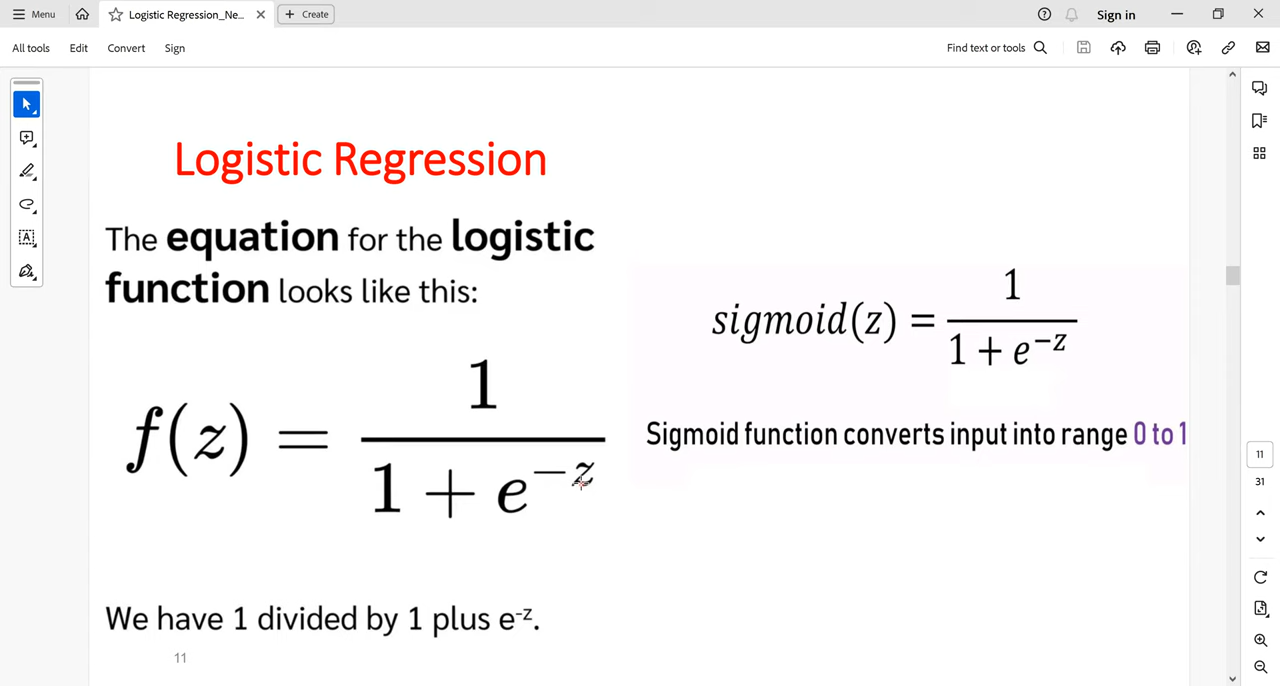 Menu
Logistic Regression_Ne...
Create
Sign in
All tools
Edit
Convert
Sign
Find text or tools
Logistic Regression
The equation for the logistic
function looks like this:
f(z) = 1 / (1 + e^{-z})
We have 1 divided by 1 plus e^{-z}.
11
sigmoid(z) = 1 / (1 + e^{-z})
Sigmoid function converts input into range 0 to 1
11
31